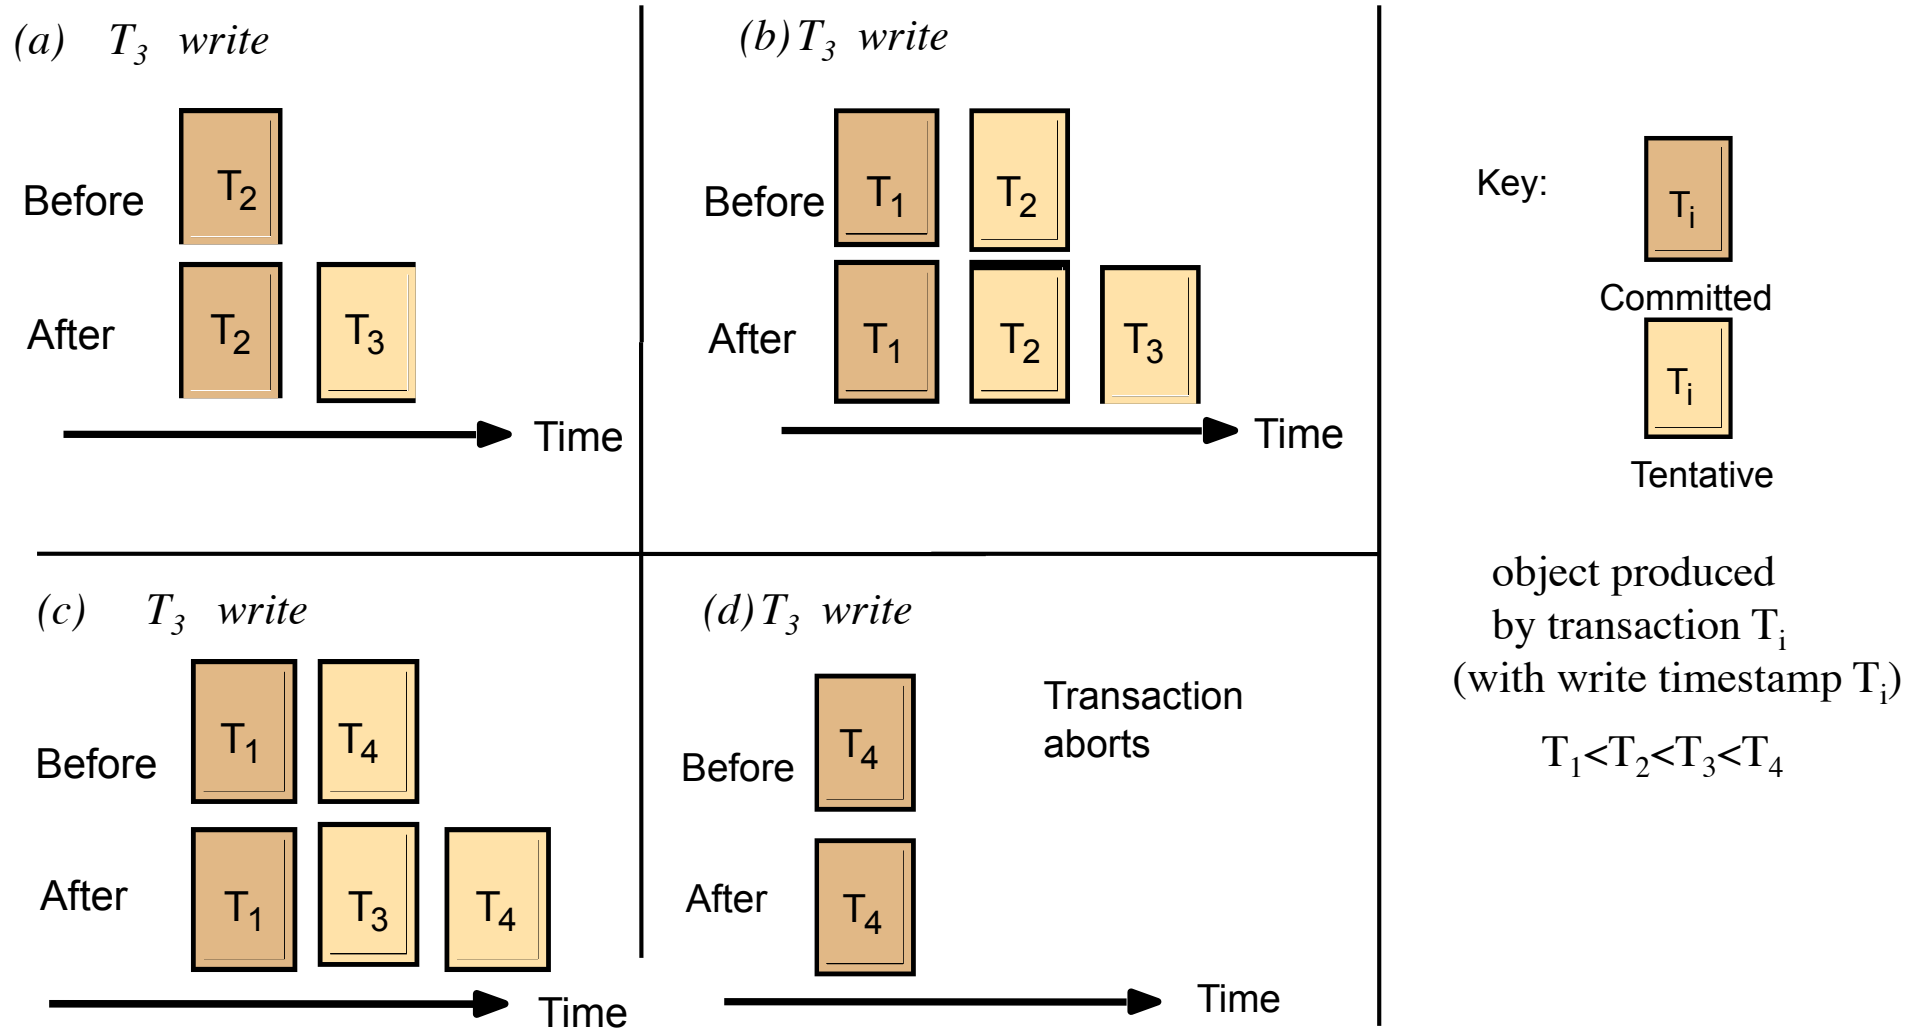 (a) T3 write
Before
T2
After
T2 T3
Time
(b) T3 write
Before
T1 T2
After
T1 T2 T3
Time
(c) T3 write
Before
T1 T4
After
T1 T3 T4
Time
(d) T3 write
Before
T4
Transaction
aborts
After
T4
Time
Key:
Ti
Committed
Ti
Tentative
object produced
by transaction Ti
(with write timestamp Ti)
T1<T2<T3<T4